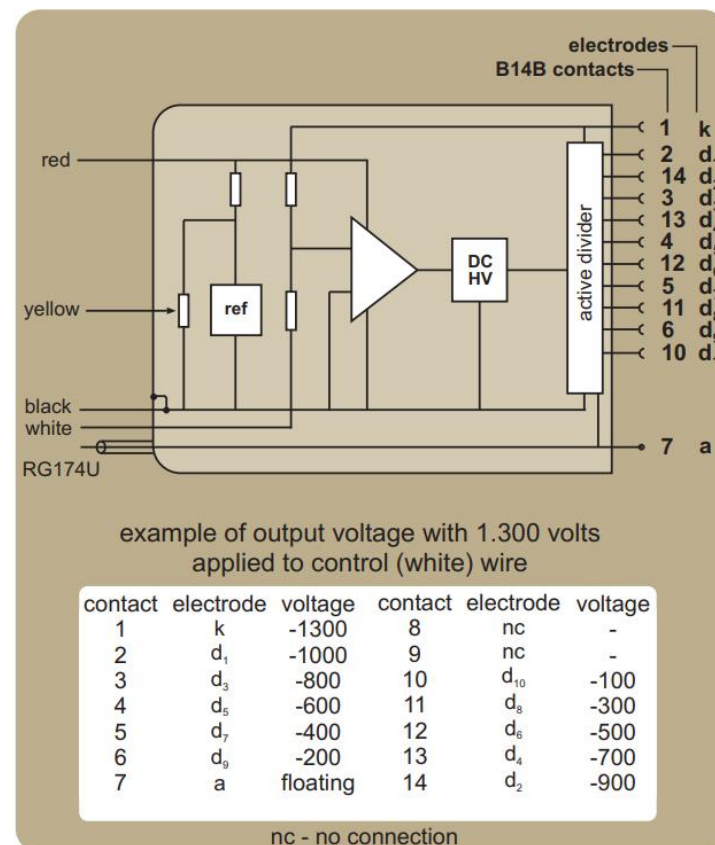 electrodes
B14B contacts
1 k
red
2 d
14 d
3 d
13 d
4 d
DC
HV
12 d
active divider
5 d
yellow
ref
11 d
6 d
10 d
black
white
7 a
RG174U
example of output voltage with 1.300 volts
applied to control (white) wire
contact electrode voltage contact electrode voltage
1 k -1300 8 nc -
2 d₁ -1000 9 nc -
3 d₃ -800 10 d₁₀ -100
4 d₅ -600 11 d₈ -300
5 d₇ -400 12 d₆ -500
6 d₉ -200 13 d₄ -700
7 a floating 14 d₂ -900
nc - no connection